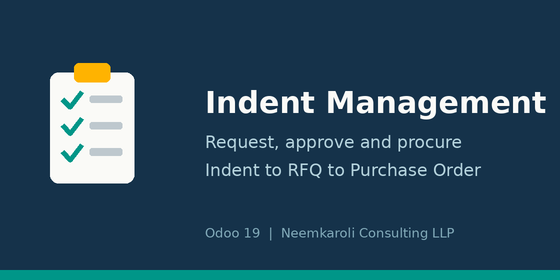 Indent Management
Request, approve and procure
Indent to RFQ to Purchase Order
Odoo 19 | Neemkaroli Consulting LLP